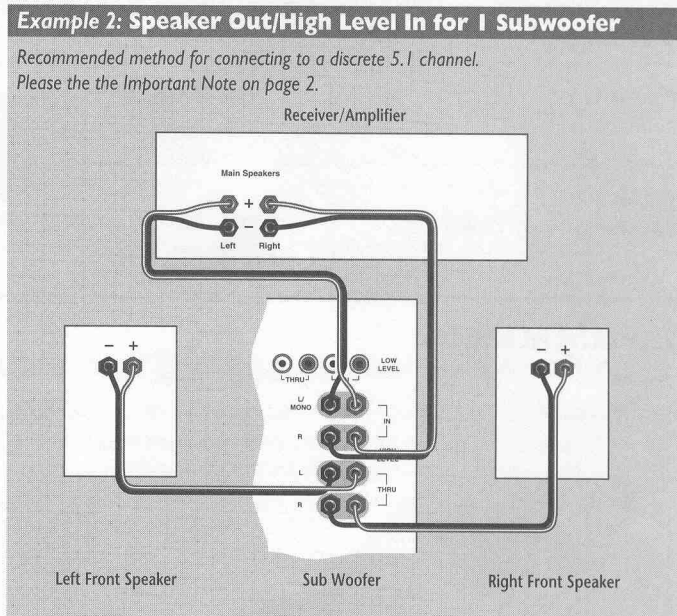 Example 2: Speaker Out/High Level In for 1 Subwoofer
Recommended method for connecting to a discrete 5.1 channel.
Please the the Important Note on page 2.
Receiver/Amplifier
Main Speakers
+
–
Left Right
– +
– +
LOW
LEVEL
THRU
L/
MONO
IN
R
LEVEL
L
THRU
R
Left Front Speaker
Sub Woofer
Right Front Speaker